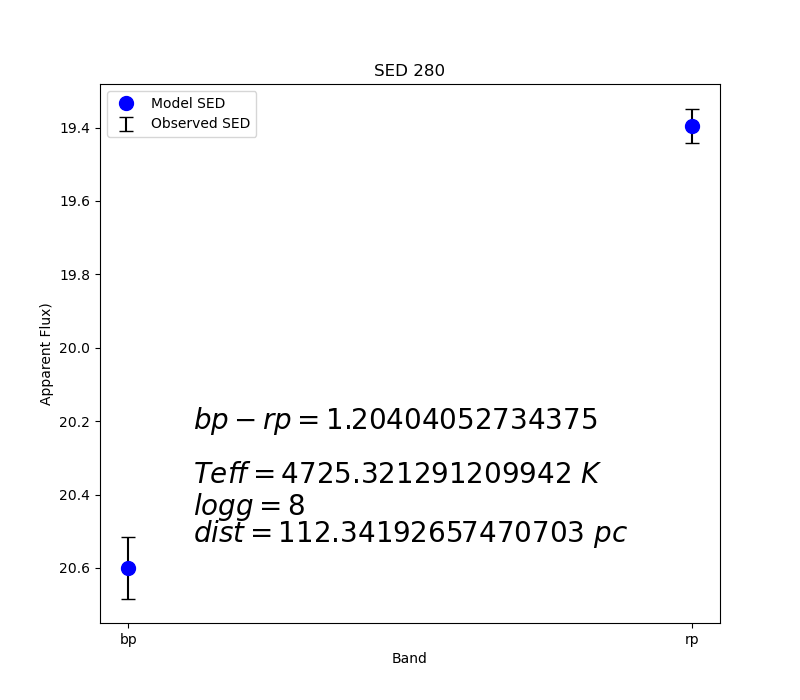 SED 280
Model SED
Observed SED
19.4
19.6
19.8
20.0
20.2
20.4
20.6
Apparent Flux)
bp − rp = 1.20404052734375
Teff = 4725.321291209942 K
logg = 8
dist = 112.34192657470703 pc
bp
rp
Band